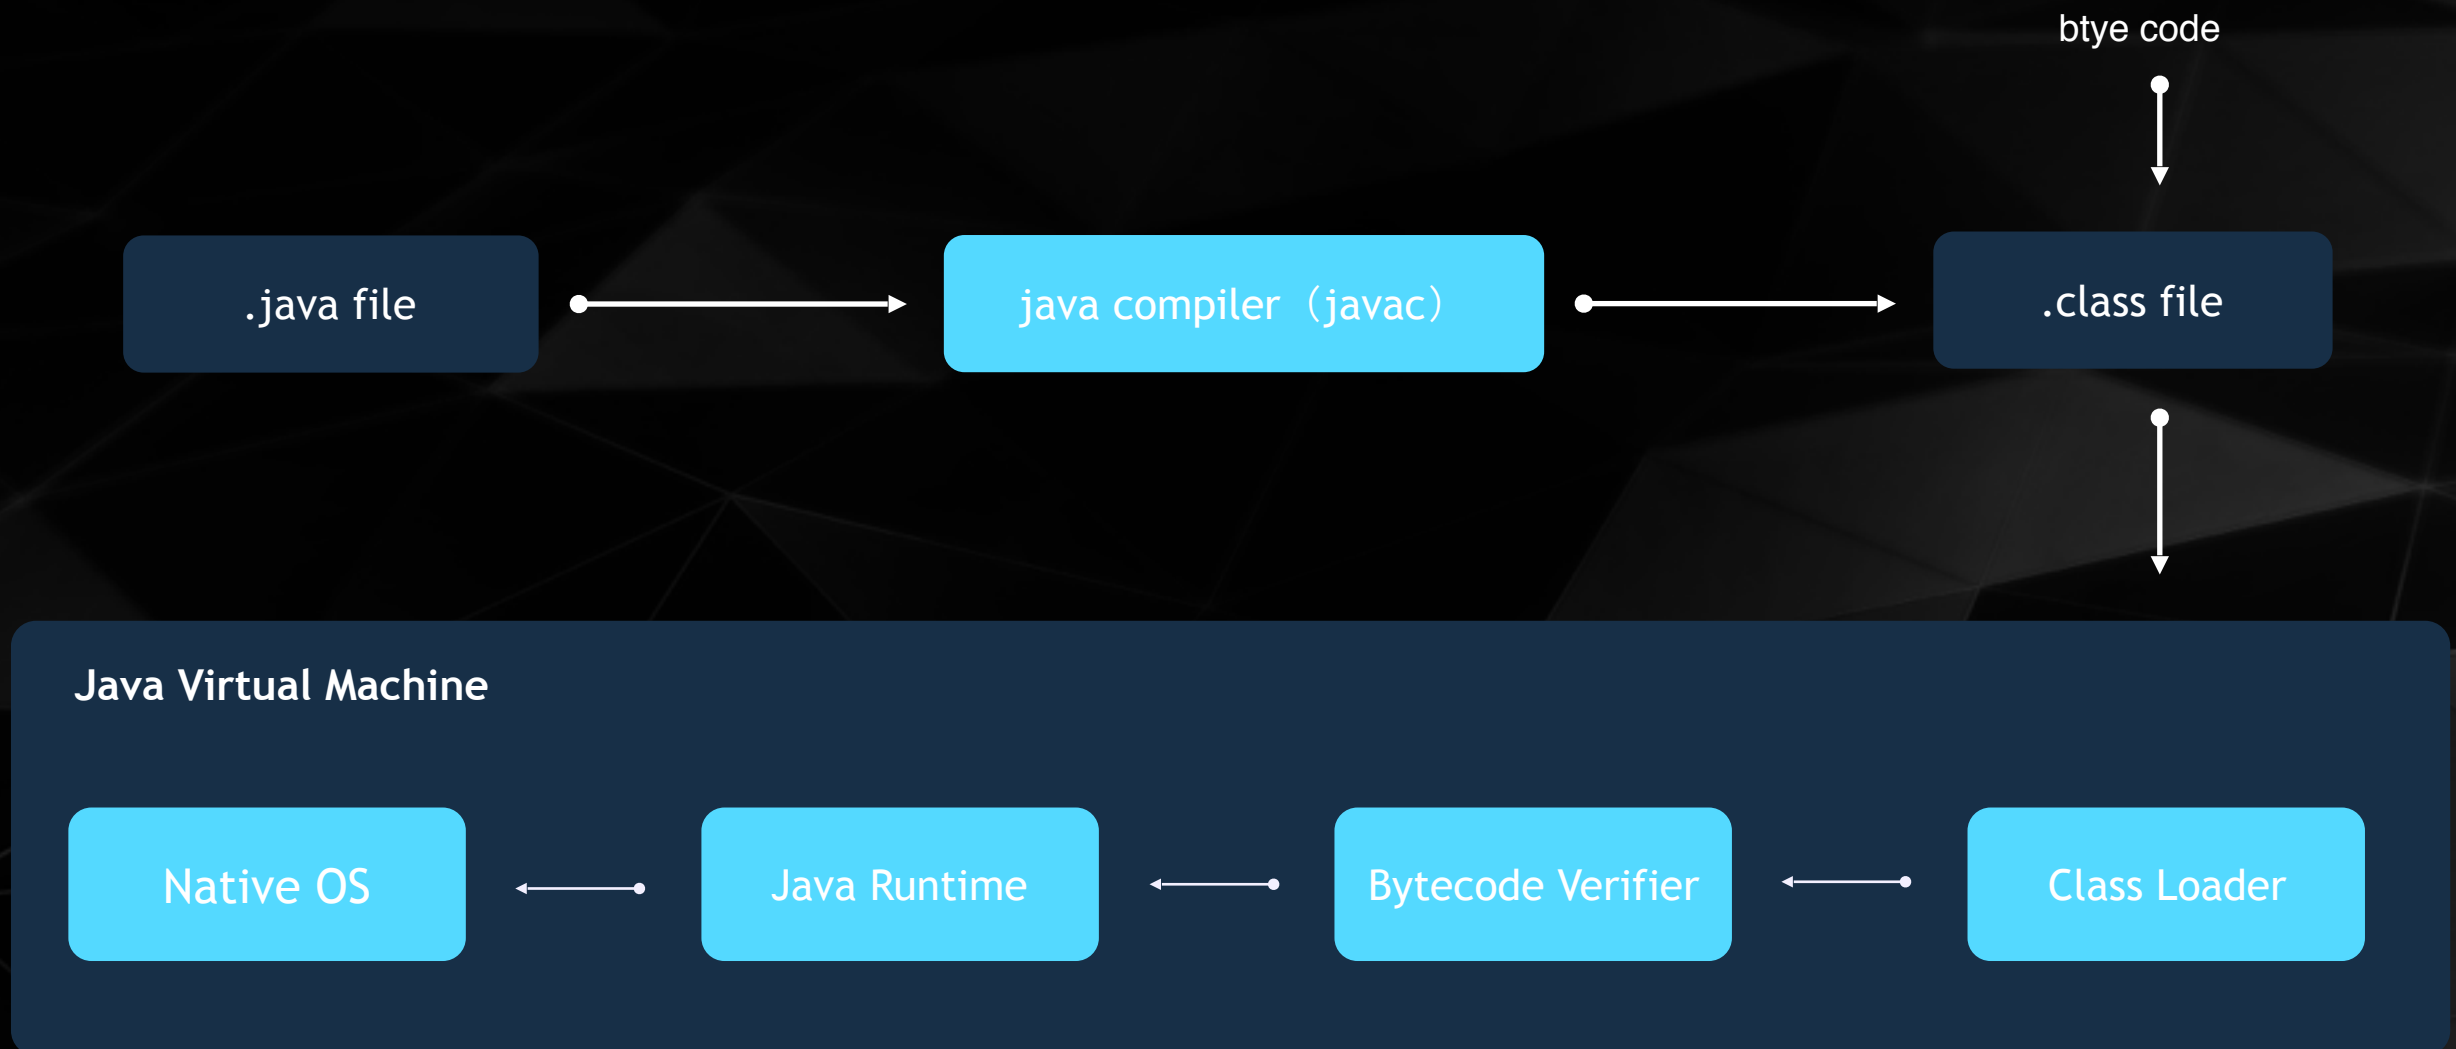 btye code
.java file
java compiler（javac）
.class file
Java Virtual Machine
Native OS
Java Runtime
Bytecode Verifier
Class Loader